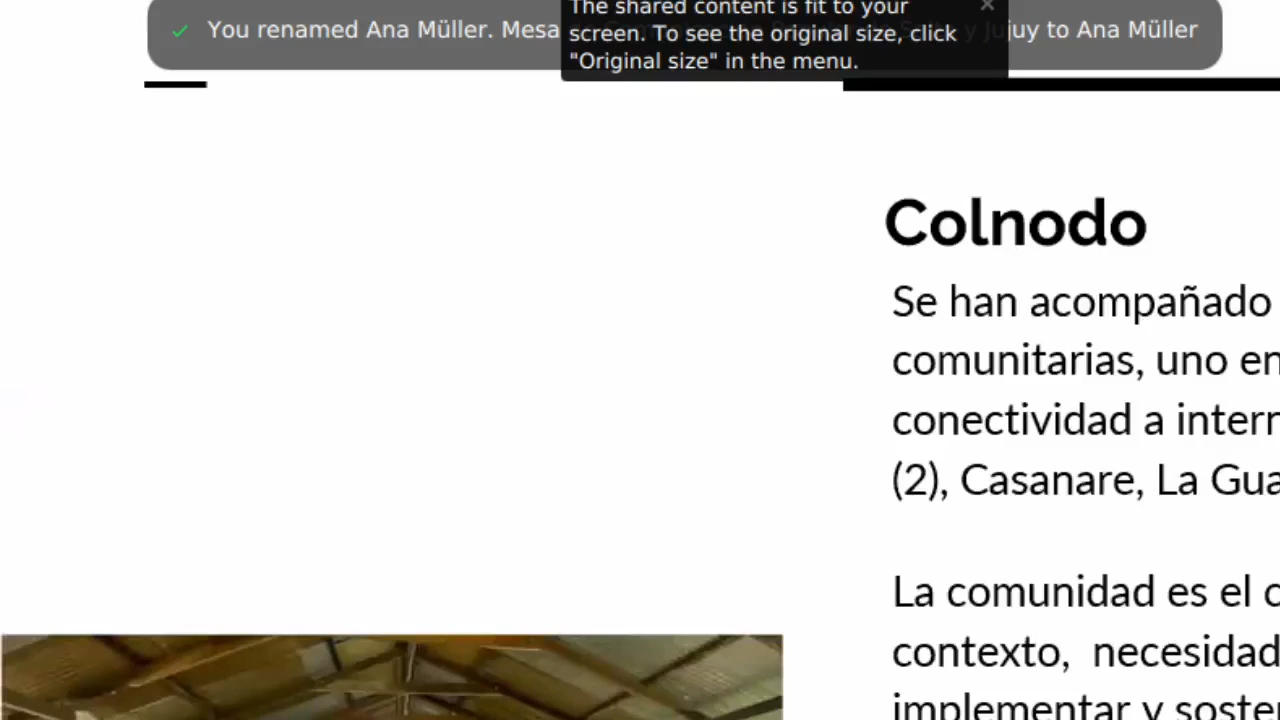 You renamed Ana Müller. Mesa y Jujuy to Ana Müller
The shared content is fit to your
screen. To see the original size, click
"Original size" in the menu.
Colnodo
Se han acompañado
comunitarias, uno en
conectividad a
(2), Casanare, La
La comunidad es el
contexto, necesidad
implementar y